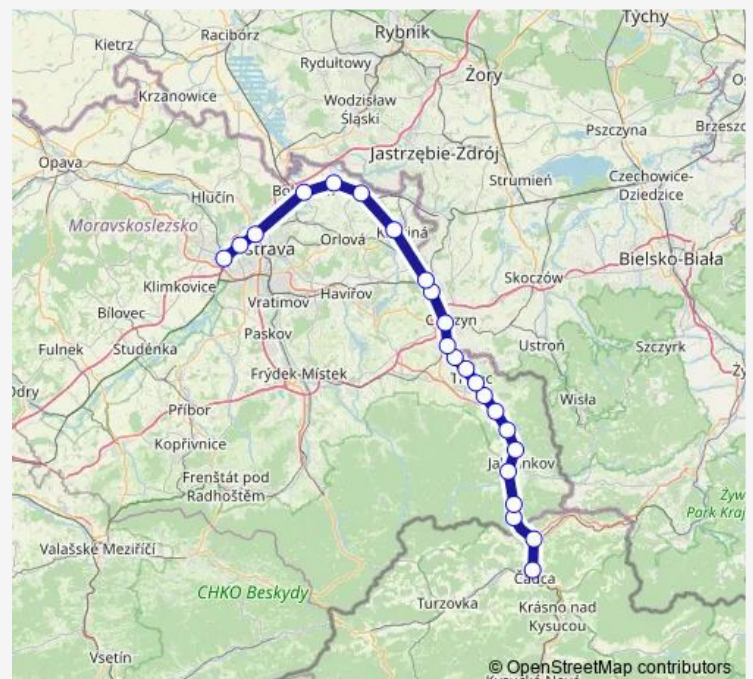 Tychy
Racibórz
Rybnik
Kietrz
Rydułtowy
Żory
Krzanowice
Wodzisław
Śląski
Pszczyna
Jastrzębie-Zdrój
Opava
Strumień
Czechowice-
Dziedzice
Hlučín
Moravskoslezsko
Orlová
Bielsko-Biała
Klimkovice
Skoczów
Vratimov
Havířov
Bílovec
Paskov
Ustroń
Szczyrk
Fulnek
Studénka
Frýdek-Místek
Wisła
Příbor
Kopřivnice
Frenštát pod
Radhoštěm
Park Kraj
Valašské Meziříčí
CHKO Beskydy
Čadca
Turzovka
Krásno nad
Kysucou
Vsetín
© OpenStreetMap contributors